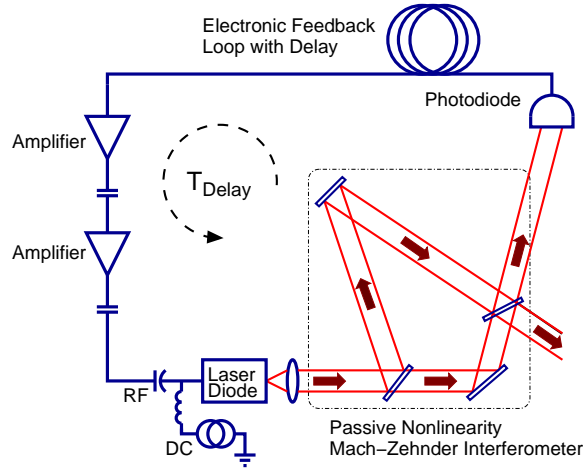 Electronic Feedback
Loop with Delay
Photodiode
Amplifier
T Delay
Amplifier
RF
Laser
Diode
DC
Passive Nonlinearity
Mach–Zehnder Interferometer